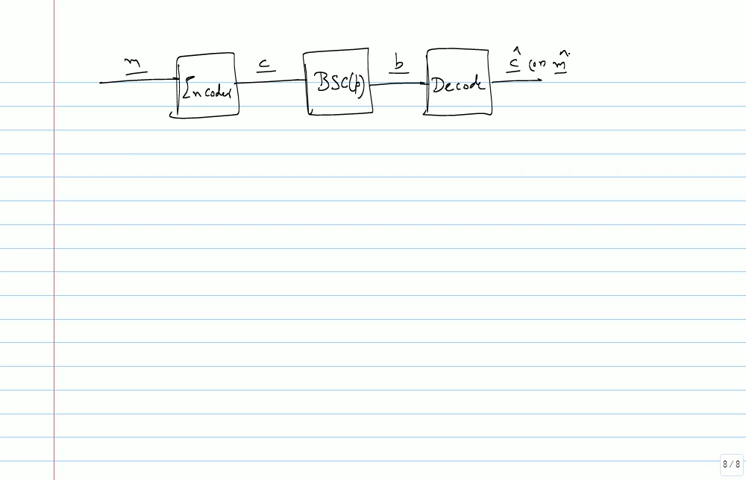 m c b ĉ (or m̂
Encoder BSC(p) Decode
8 / 8